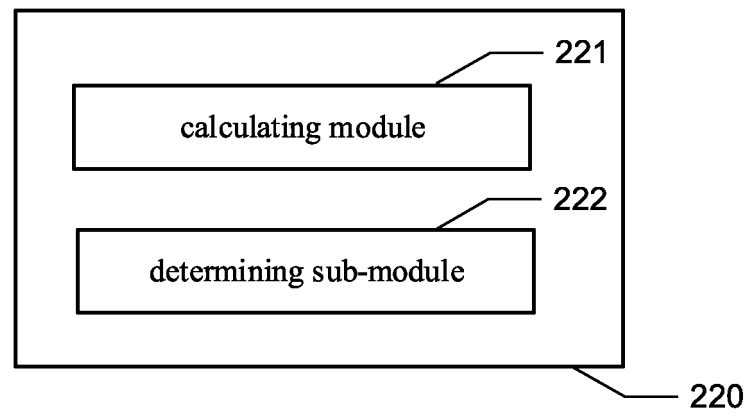 221
calculating module
222
determining sub-module
220